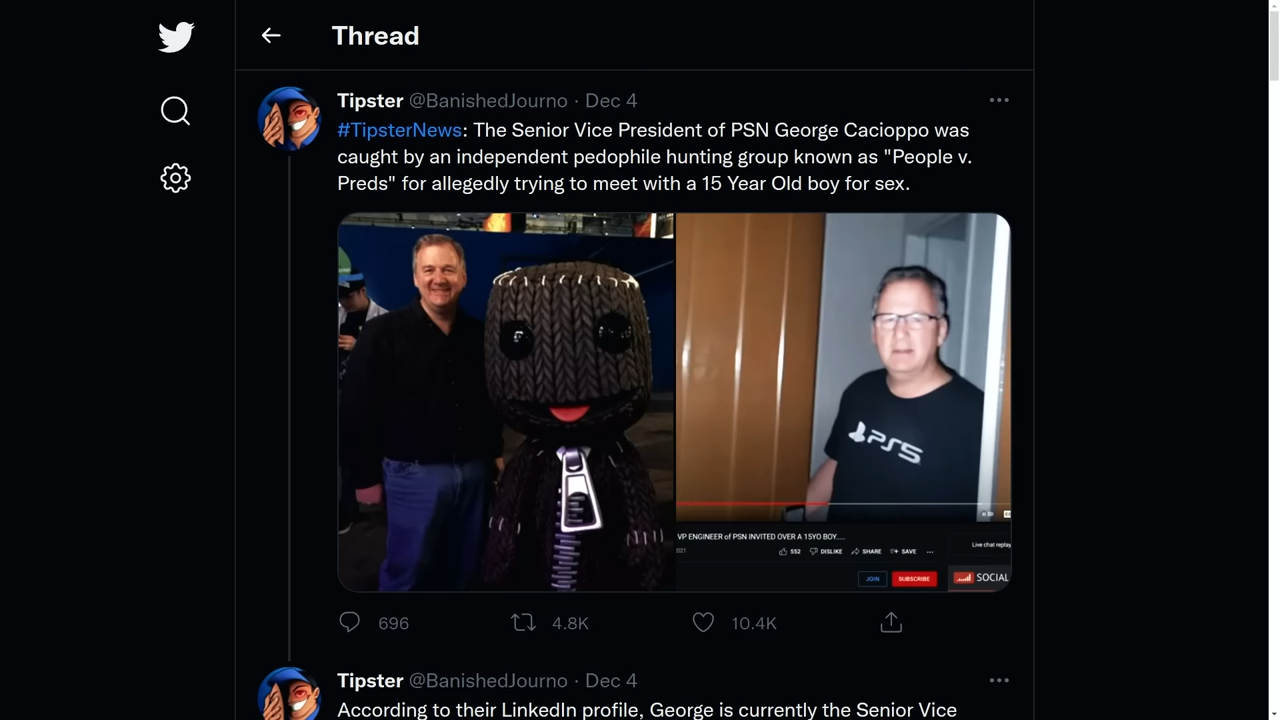 Thread
Tipster @BanishedJourno · Dec 4
#TipsterNews: The Senior Vice President of PSN George Cacioppo was
caught by an independent pedophile hunting group known as "People v.
Preds" for allegedly trying to meet with a 15 Year Old boy for sex.
PS5
VP ENGINEER of PSN INVITED OVER A 15YO BOY....
2021
552 DISLIKE SHARE SAVE ...
Live chat replay
JOIN SUBSCRIBE
SOCIAL
696 4.8K 10.4K
Tipster @BanishedJourno · Dec 4
According to their LinkedIn profile, George is currently the Senior Vice